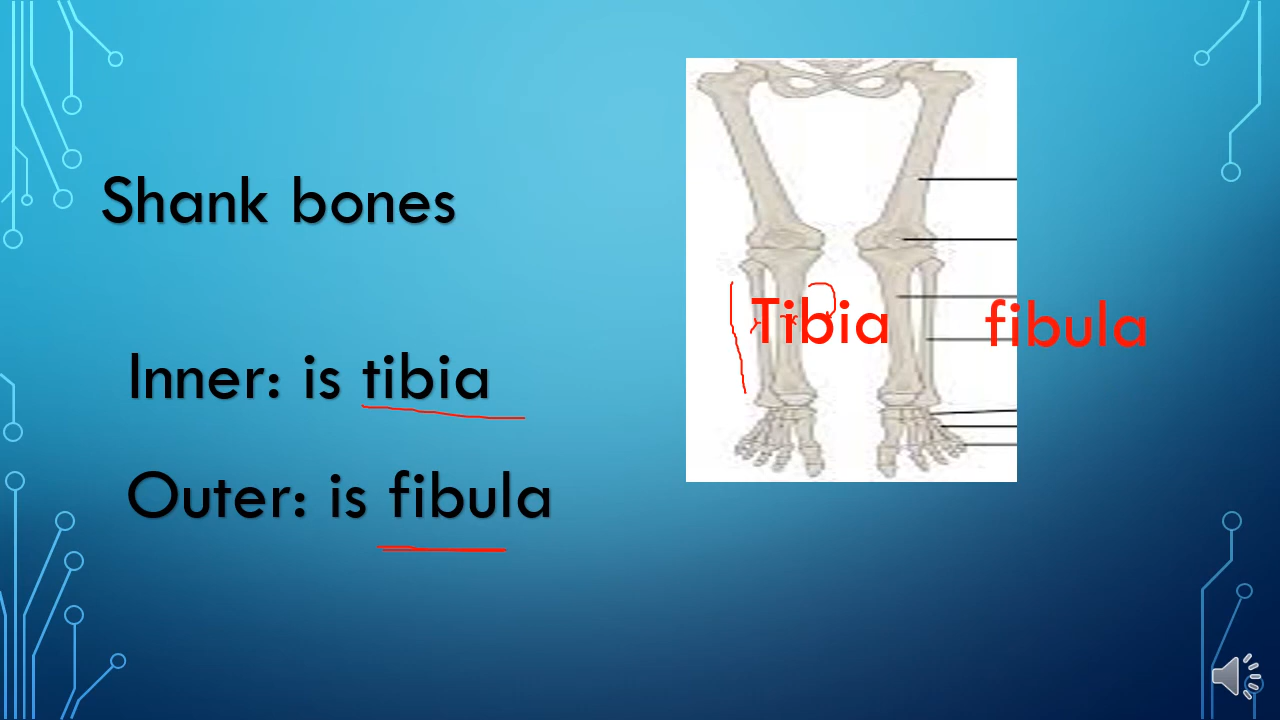 Shank bones
Inner: is tibia
Outer: is fibula
Tibia
fibula